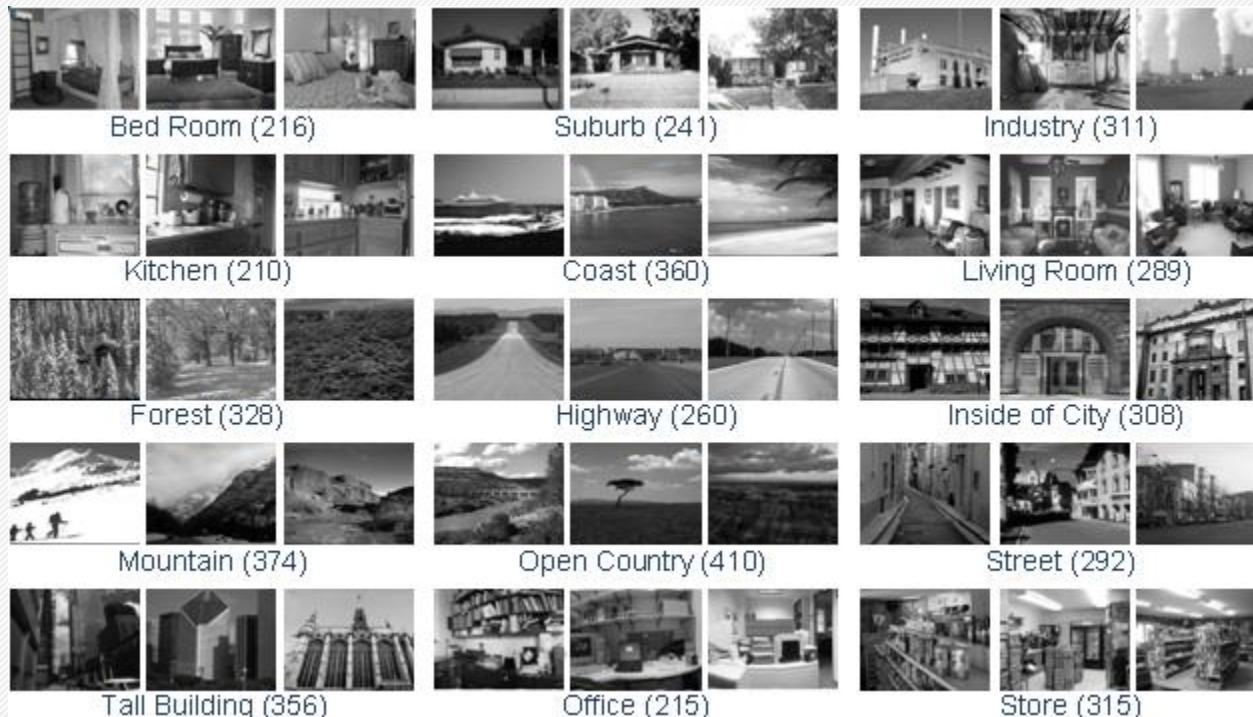 Bed Room (216)
Suburb (241)
Industry (311)
Kitchen (210)
Coast (360)
Living Room (289)
Forest (328)
Highway (260)
Inside of City (308)
Mountain (374)
Open Country (410)
Street (292)
Tall Building (356)
Office (215)
Store (315)